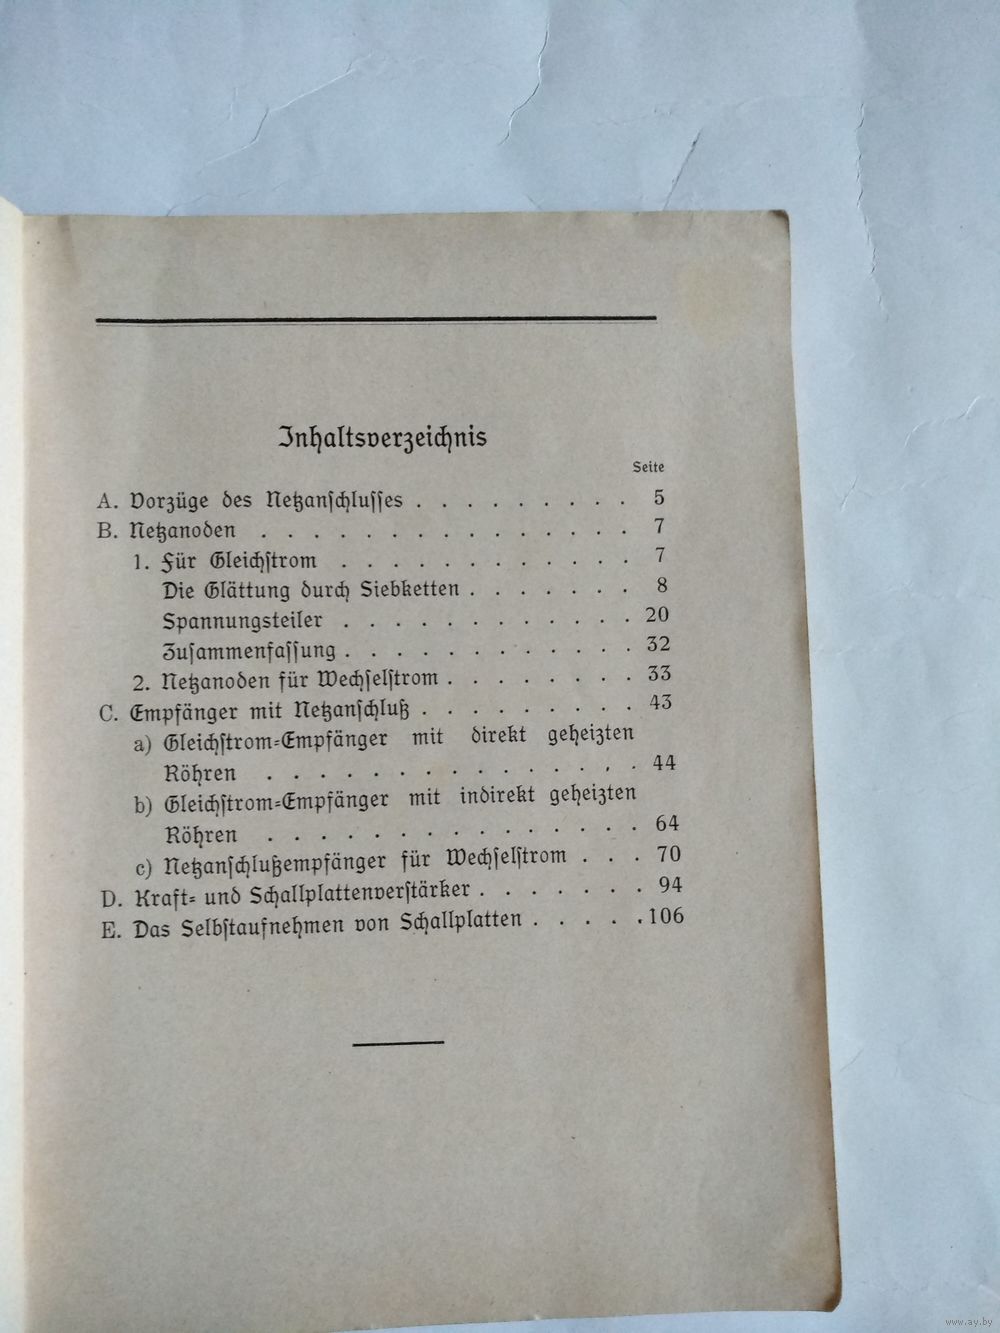 Inhaltsverzeichnis
Seite
A. Vorzüge des Netzanschlusses . . . . . . . . . 5
B. Netzanoden . . . . . . . . . . . . . . . 7
1. Für Gleichstrom . . . . . . . . . . . . 7
Die Glättung durch Siebketten . . . . . . . 8
Spannungsteiler . . . . . . . . . . . . 20
Zusammenfassung . . . . . . . . . . . . 32
2. Netzanoden für Wechselstrom . . . . . . . . 33
C. Empfänger mit Netzanschluß . . . . . . . . . 43
a) Gleichstrom-Empfänger mit direkt geheizten
Röhren . . . . . . . . . . . . . . . 44
b) Gleichstrom-Empfänger mit indirekt geheizten
Röhren . . . . . . . . . . . . . . . 64
c) Netzanschlußempfänger für Wechselstrom . . . 70
D. Kraft- und Schallplattenverstärker . . . . . . . 94
E. Das Selbstaufnehmen von Schallplatten . . . . . 106
www.ay.by